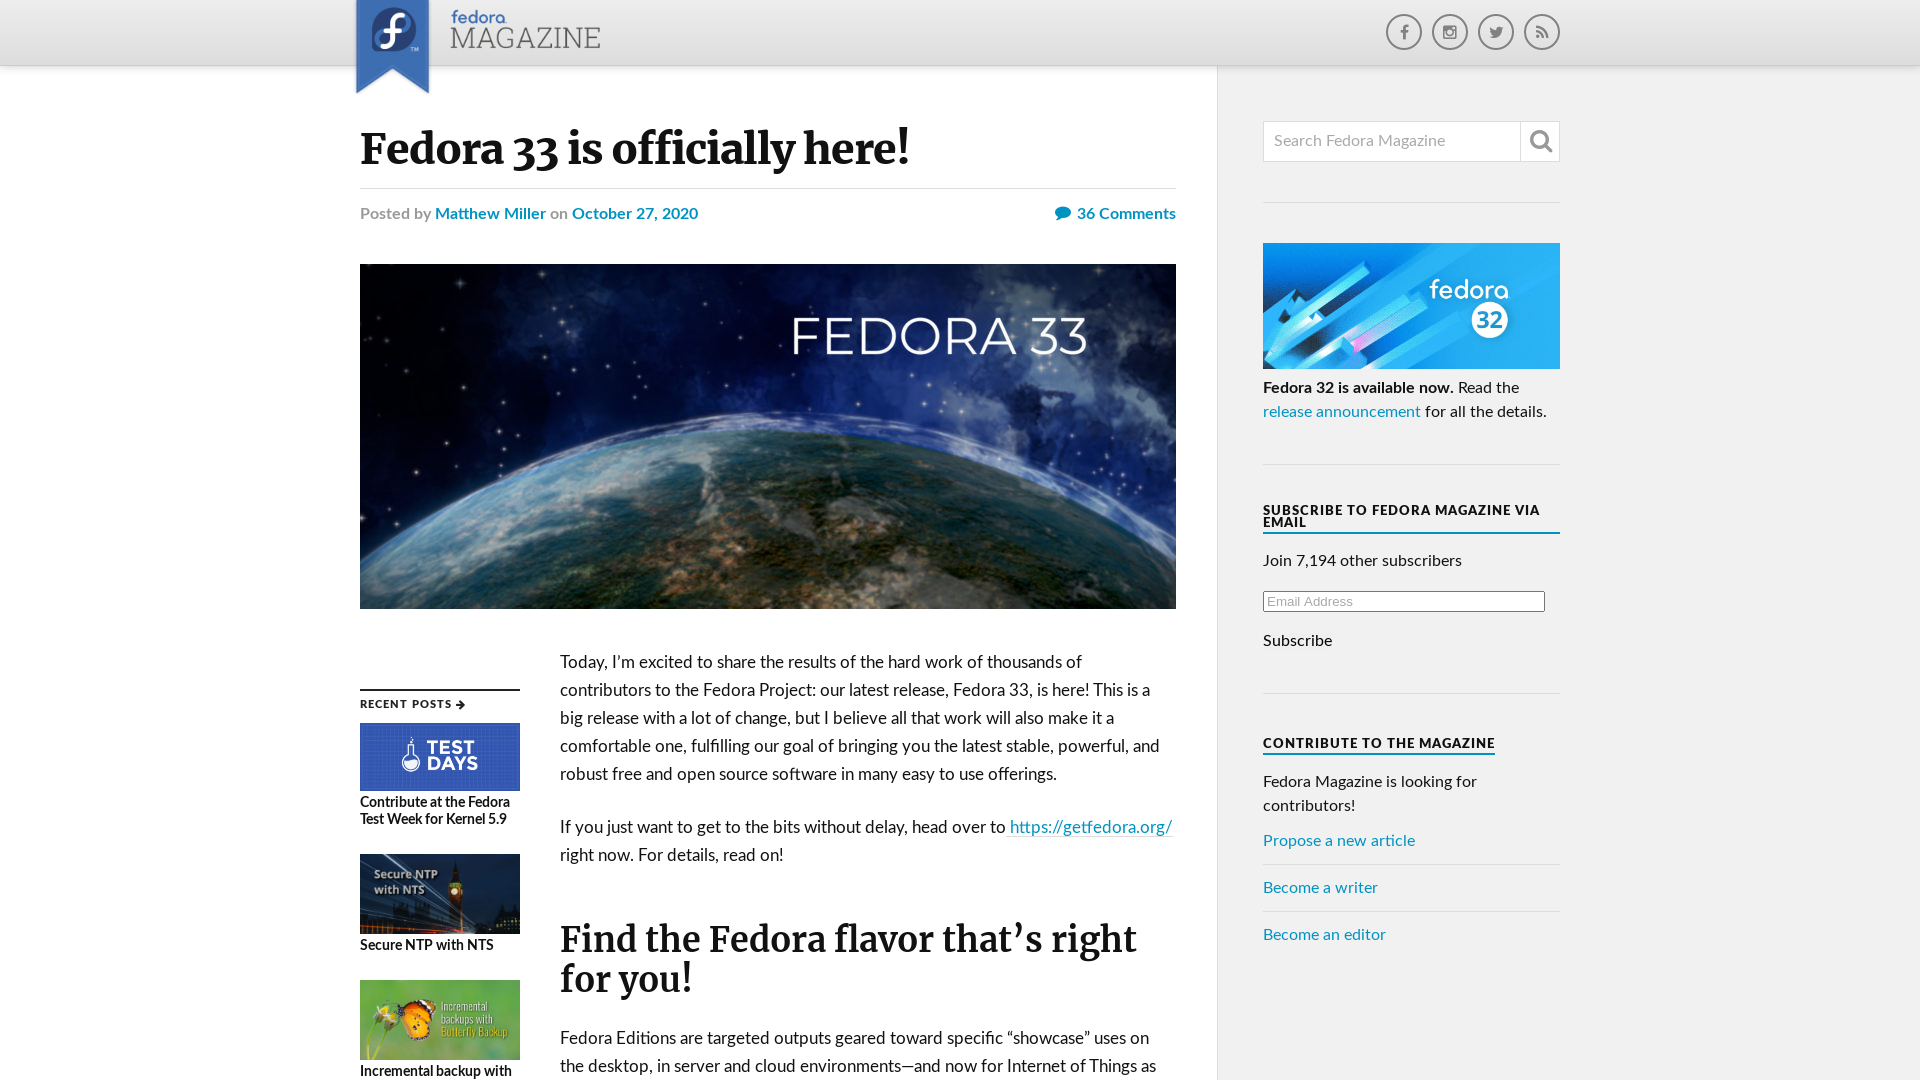 fedora
MAGAZINE
Fedora 33 is officially here!
Posted by Matthew Miller on October 27, 2020
36 Comments
FEDORA 33
Today, I’m excited to share the results of the hard work of thousands of
contributors to the Fedora Project: our latest release, Fedora 33, is here! This is a
big release with a lot of change, but I believe all that work will also make it a
comfortable one, fulfilling our goal of bringing you the latest stable, powerful, and
robust free and open source software in many easy to use offerings.
If you just want to get to the bits without delay, head over to https://getfedora.org/
right now. For details, read on!
Find the Fedora flavor that’s right
for you!
Fedora Editions are targeted outputs geared toward specific “showcase” uses on
the desktop, in server and cloud environments—and now for Internet of Things as
RECENT POSTS
TEST
DAYS
Contribute at the Fedora
Test Week for Kernel 5.9
Secure NTP
with NTS
Secure NTP with NTS
Incremental
backups with
Butterfly Backup
Incremental backup with
Search Fedora Magazine
fedora
32
Fedora 32 is available now. Read the
release announcement for all the details.
SUBSCRIBE TO FEDORA MAGAZINE VIA
EMAIL
Join 7,194 other subscribers
Email Address
Subscribe
CONTRIBUTE TO THE MAGAZINE
Fedora Magazine is looking for
contributors!
Propose a new article
Become a writer
Become an editor